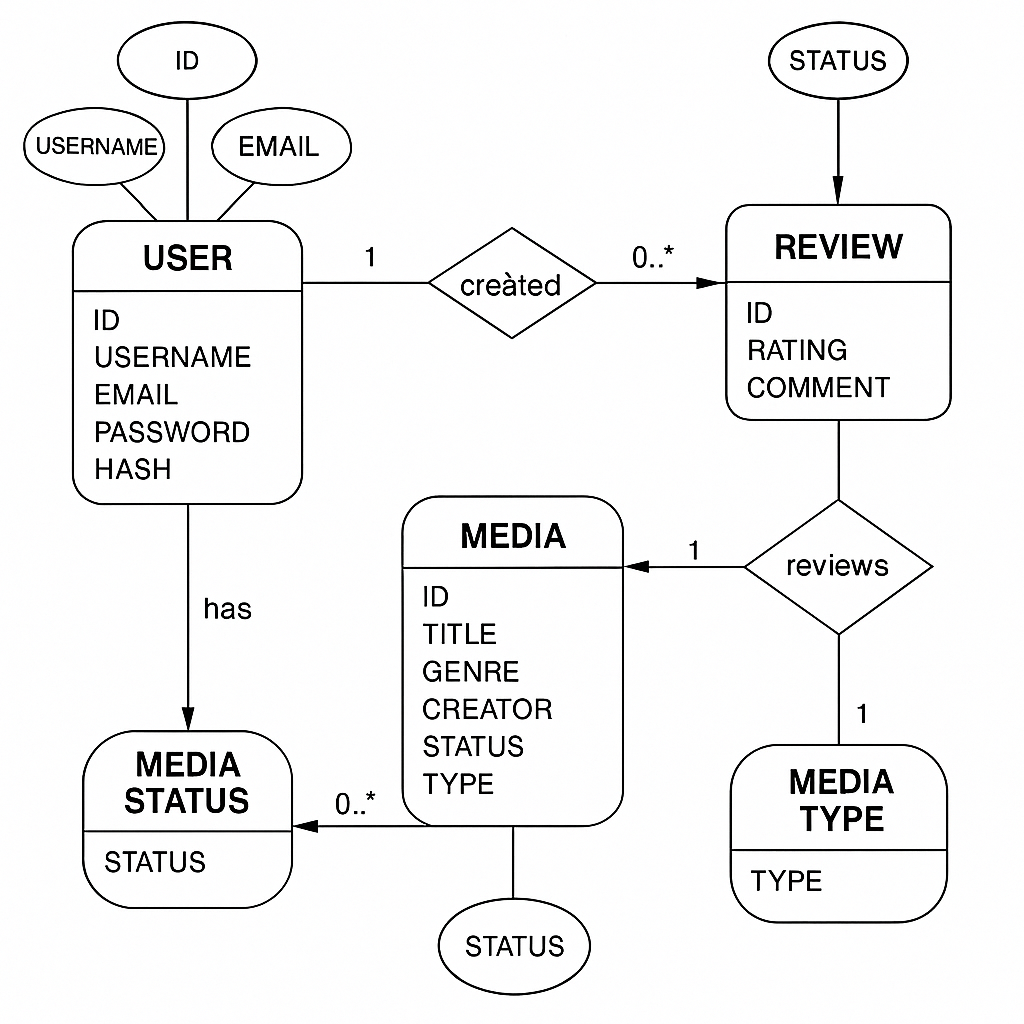 ID
STATUS
USERNAME
EMAIL
USER
ID
USERNAME
EMAIL
PASSWORD
HASH
1
creàted
0..*
REVIEW
ID
RATING
COMMENT
has
MEDIA
ID
TITLE
GENRE
CREATOR
STATUS
TYPE
1
reviews
1
MEDIA
STATUS
STATUS
0..*
MEDIA
TYPE
TYPE
STATUS